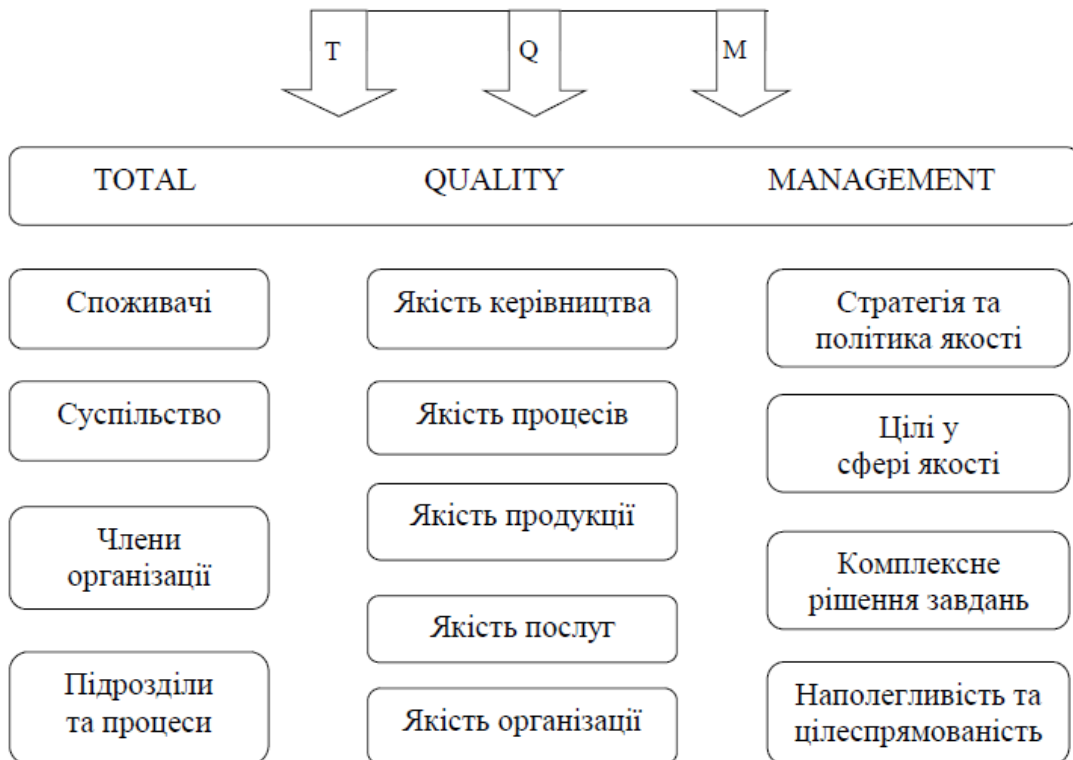 T
Q
M
TOTAL
QUALITY
MANAGEMENT
Споживачі
Суспільство
Члени
організації
Підрозділи
та процеси
Якість керівництва
Якість процесів
Якість продукції
Якість послуг
Якість організації
Стратегія та
політика якості
Цілі у
сфері якості
Комплексне
рішення завдань
Наполегливість та
цілеспрямованість